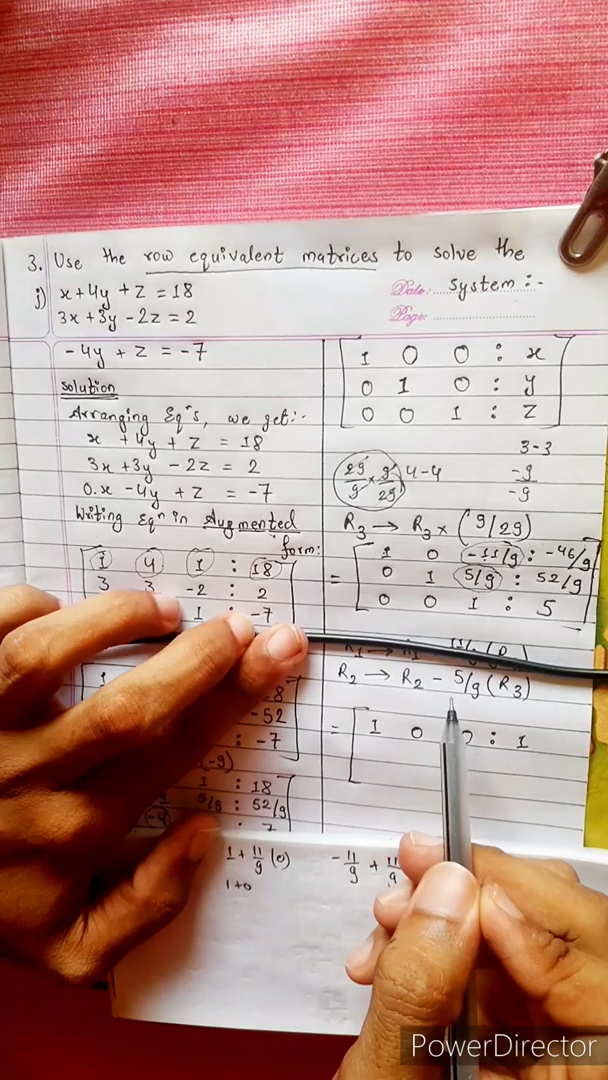 3. Use the row equivalent matrices to solve the
system :-
Date:
Page:
j) x + 4y + z = 18
3x + 3y - 2z = 2
- 4y + z = -7
Solution
Arranging Eqⁿs, we get:-
x + 4y + z = 18
3x + 3y - 2z = 2
0.x - 4y + z = -7
Writing Eqⁿ in Augmented
form:
1 4 1 : 18
3 3 -2 : 2
1 : -7
-52
: -7
(-9)
1 : 18
5/9 : 52/9
1 0 0 : x
0 1 0 : y
0 0 1 : z
3-3
29/9 × 9/29 4-4 -9
-9
R₃ → R₃ × (9/29)
1 0 -11/9 : -46/9
= 0 1 5/9 : 52/9
0 0 1 : 5
R₂ → R₂ - 5/9 (R₃)
= 1 0 0 : 1
1 + 11/9 (0)
1+0
-11/9 + 11/9
PowerDirector